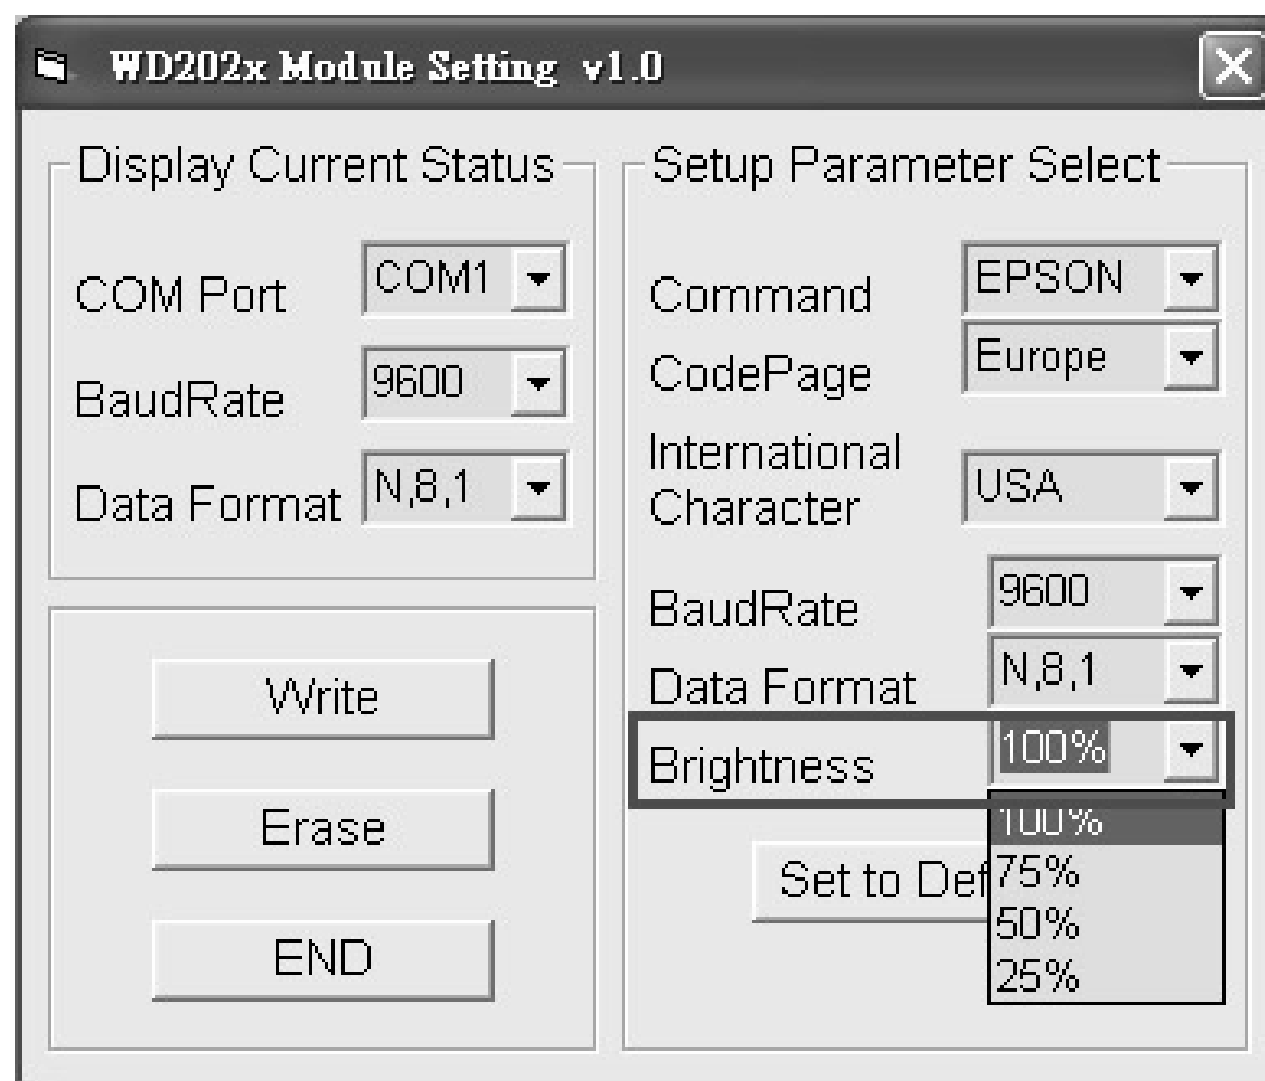 WD202x Module Setting v1.0
Display Current Status
COM Port COM1
BaudRate 9600
Data Format N,8,1
Write
Erase
END
Setup Parameter Select
Command EPSON
CodePage Europe
International
Character USA
BaudRate 9600
Data Format N,8,1
Brightness 100%
100%
75%
50%
25%
Set to Def